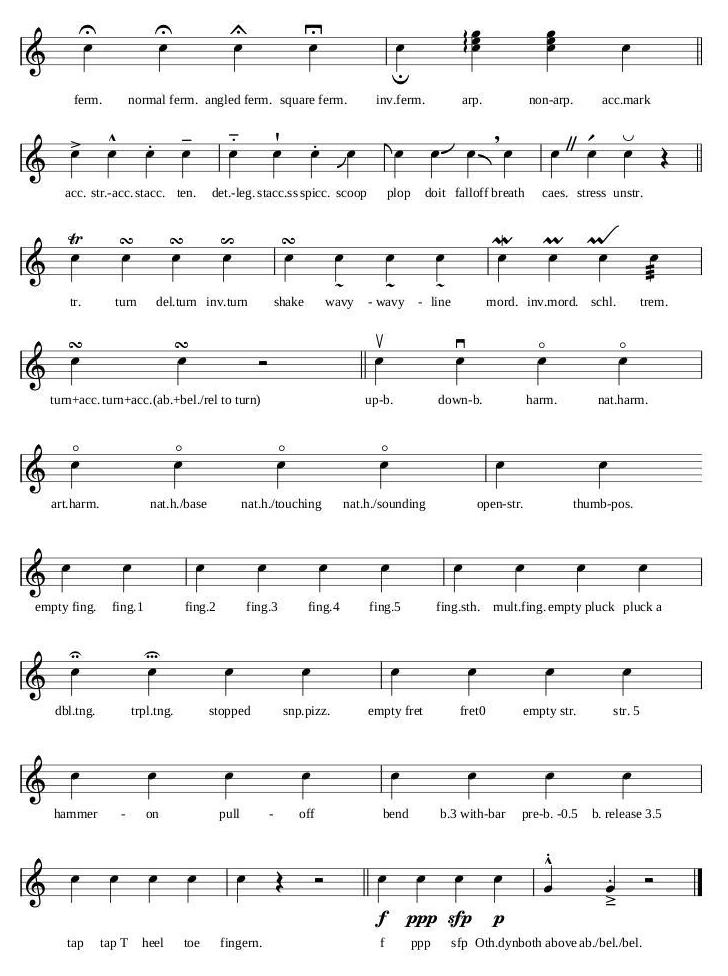 ferm. normal ferm. angled ferm. square ferm. inv.ferm. arp. non-arp. acc.mark
acc. str.-acc. stacc. ten. det.-leg. stacc.ss spicc. scoop plop doit falloff breath caes. stress unstr.
tr
tr. turn del.turn inv.turn shake wavy - wavy - line mord. inv.mord. schl. trem.
turn+acc. turn+acc.(ab.+bel./rel to turn) up-b. down-b. harm. nat.harm.
art.harm. nat.h./base nat.h./touching nat.h./sounding open-str. thumb-pos.
empty fing. fing.1 fing.2 fing.3 fing.4 fing.5 fing.sth. mult.fing. empty pluck pluck a
dbl.tng. trpl.tng. stopped snp.pizz. empty fret fret0 empty str. str. 5
hammer - on pull - off bend b.3 with-bar pre-b. -0.5 b. release 3.5
f ppp sfp p
tap tap T heel toe fingern. f ppp sfp Oth.dyn both above ab./bel./bel.